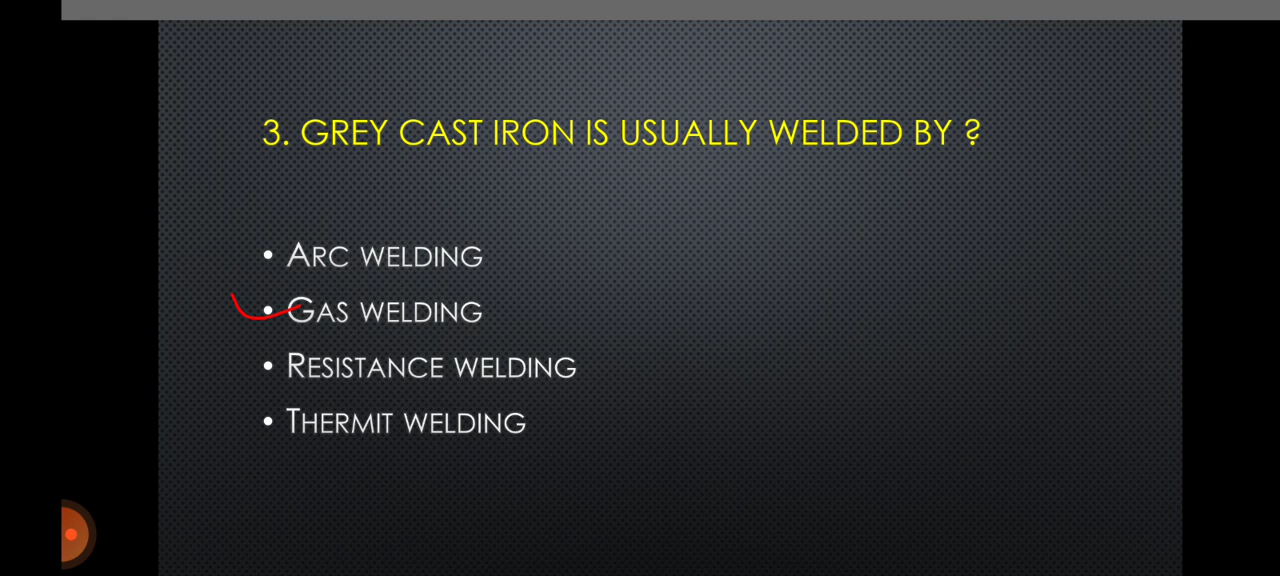 3. GREY CAST IRON IS USUALLY WELDED BY ?
• ARC WELDING
• GAS WELDING
• RESISTANCE WELDING
• THERMIT WELDING